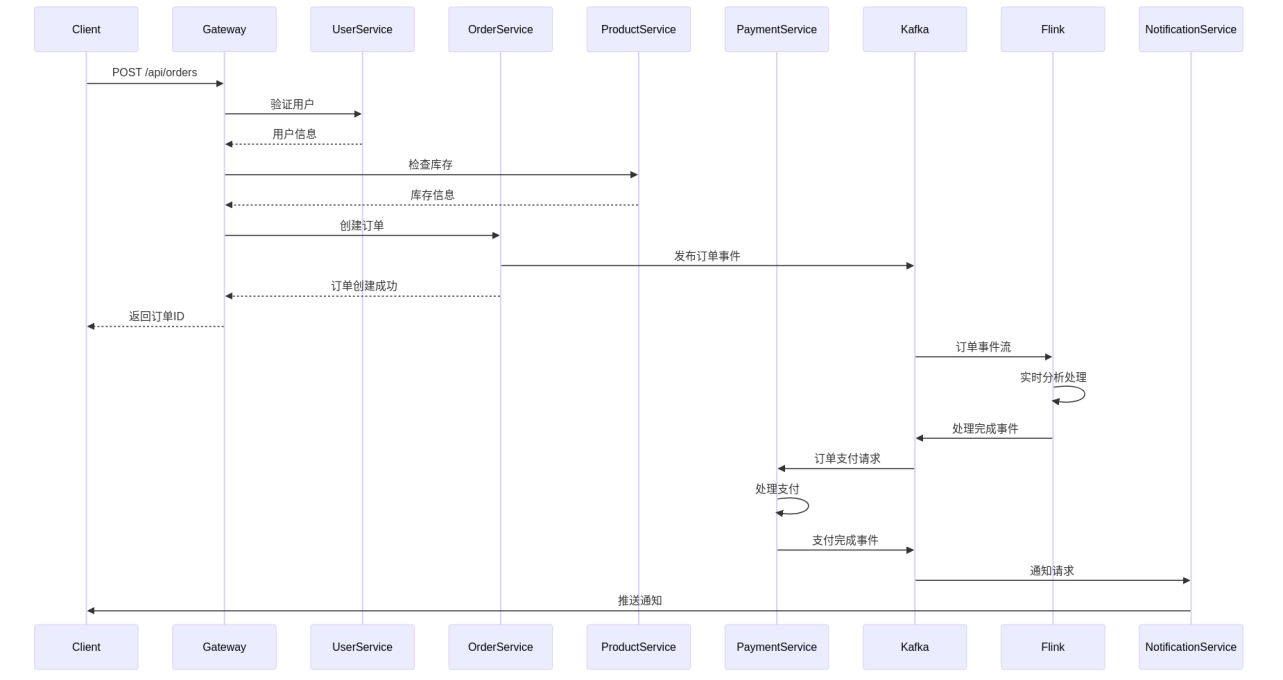 Client
Gateway
UserService
OrderService
ProductService
PaymentService
Kafka
Flink
NotificationService
POST /api/orders
验证用户
用户信息
检查库存
库存信息
创建订单
发布订单事件
订单创建成功
返回订单ID
订单事件流
实时分析处理
处理完成事件
订单支付请求
处理支付
支付完成事件
通知请求
推送通知
Client
Gateway
UserService
OrderService
ProductService
PaymentService
Kafka
Flink
NotificationService